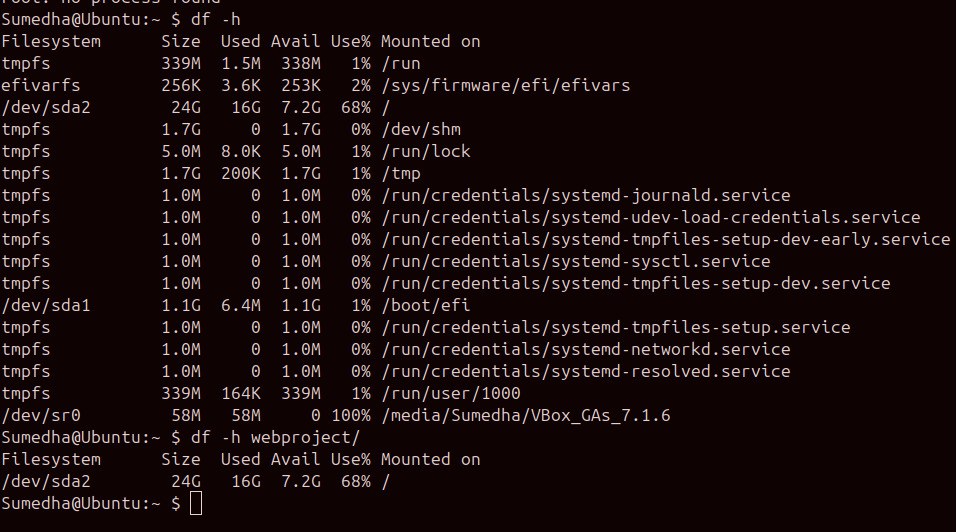 root: no process found
Sumedha@Ubuntu:~ $ df -h
Filesystem      Size  Used Avail Use% Mounted on
tmpfs           339M  1.5M  338M   1% /run
efivarfs        256K  3.6K  253K   2% /sys/firmware/efi/efivars
/dev/sda2        24G   16G  7.2G  68% /
tmpfs           1.7G     0  1.7G   0% /dev/shm
tmpfs           5.0M  8.0K  5.0M   1% /run/lock
tmpfs           1.7G  200K  1.7G   1% /tmp
tmpfs           1.0M     0  1.0M   0% /run/credentials/systemd-journald.service
tmpfs           1.0M     0  1.0M   0% /run/credentials/systemd-udev-load-credentials.service
tmpfs           1.0M     0  1.0M   0% /run/credentials/systemd-tmpfiles-setup-dev-early.service
tmpfs           1.0M     0  1.0M   0% /run/credentials/systemd-sysctl.service
tmpfs           1.0M     0  1.0M   0% /run/credentials/systemd-tmpfiles-setup-dev.service
/dev/sda1       1.1G  6.4M  1.1G   1% /boot/efi
tmpfs           1.0M     0  1.0M   0% /run/credentials/systemd-tmpfiles-setup.service
tmpfs           1.0M     0  1.0M   0% /run/credentials/systemd-networkd.service
tmpfs           1.0M     0  1.0M   0% /run/credentials/systemd-resolved.service
tmpfs           339M  164K  339M   1% /run/user/1000
/dev/sr0         58M   58M     0 100% /media/Sumedha/VBox_GAs_7.1.6
Sumedha@Ubuntu:~ $ df -h webproject/
Filesystem      Size  Used Avail Use% Mounted on
/dev/sda2        24G   16G  7.2G  68% /
Sumedha@Ubuntu:~ $